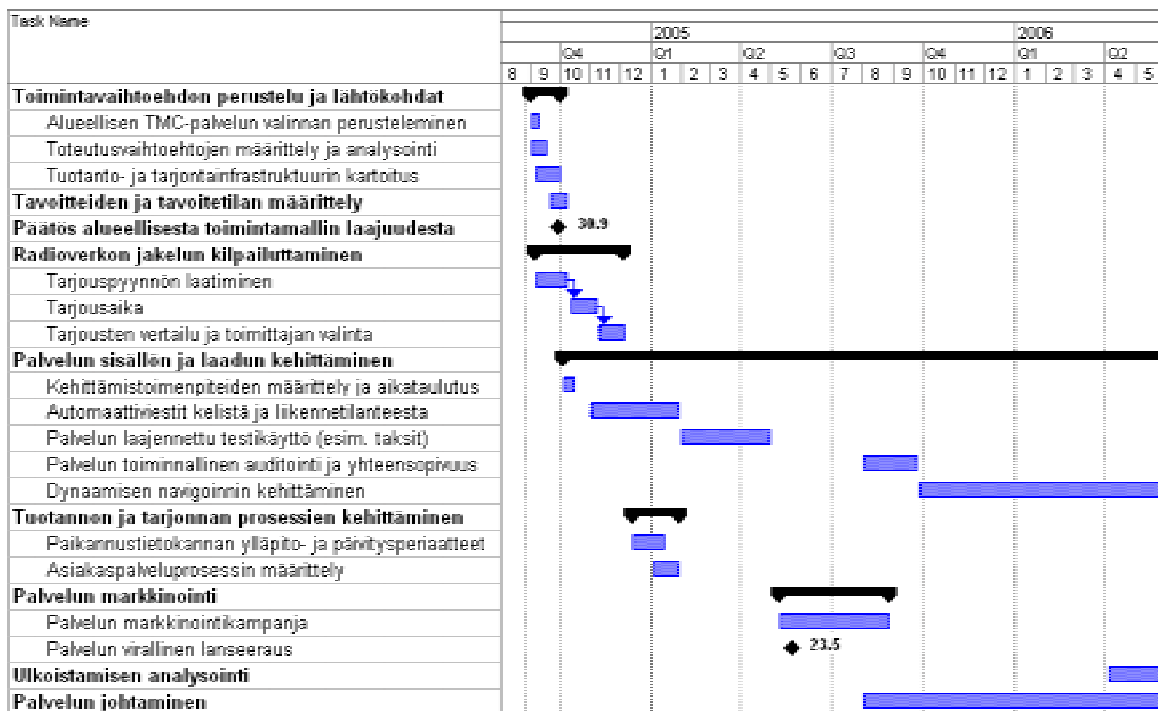 Task Name
2005 2006
Q4 Q1 Q2 Q3 Q4 Q1 Q2
8 9 10 11 12 1 2 3 4 5 6 7 8 9 10 11 12 1 2 3 4 5
Toimintavaihtoehdon perustelu ja lähtökohdat
Alueellisen TMC-palvelun valinnan perusteleminen
Toteutusvaihtoehtojen määrittely ja analysointi
Tuotanto- ja tarjontainfrastruktuurin kartoitus
Tavoitteiden ja tavoitetilan määrittely
Päätös alueellisesta toimintamallin laajuudesta
30.9
Radioverkon jakelun kilpailuttaminen
Tarjouspyynnön laatiminen
Tarjousaika
Tarjousten vertailu ja toimittajan valinta
Palvelun sisällön ja laadun kehittäminen
Kehittämistoimenpiteiden määrittely ja aikataulutus
Automaattiviestit kelistä ja liikennetilanteesta
Palvelun laajennettu testikäyttö (esim. taksit)
Palvelun toiminnallinen auditointi ja yhteensopivuus
Dynaamisen navigoinnin kehittäminen
Tuotannon ja tarjonnan prosessien kehittäminen
Paikannustietokannan ylläpito- ja päivitysperiaatteet
Asiakaspalveluprosessin määrittely
Palvelun markkinointi
Palvelun markkinointikampanja
Palvelun virallinen lanseeraus
23.5
Ulkoistamisen analysointi
Palvelun johtaminen